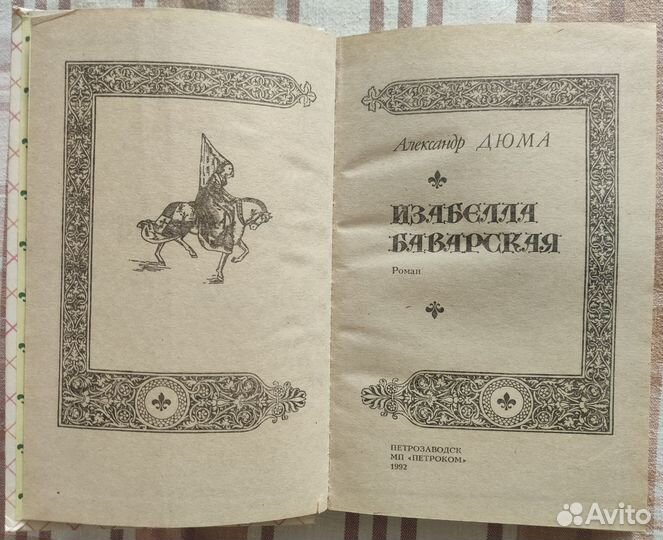 Александр ДЮМА
ИЗАБЕЛЛА
БАВАРСКАЯ
Роман
ПЕТРОЗАВОДСК
МП «ПЕТРОКОМ»
1992
Avito